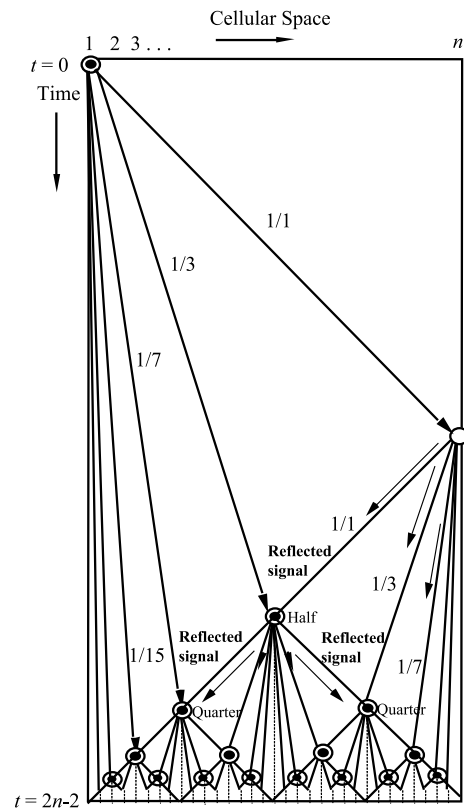 Cellular Space
1 2 3 . . . n
t = 0
Time
1/1
1/3
1/7
1/1
Reflected
signal
1/3
Half
Reflected
signal
Reflected
signal
1/15
1/7
Quarter
Quarter
t = 2n-2